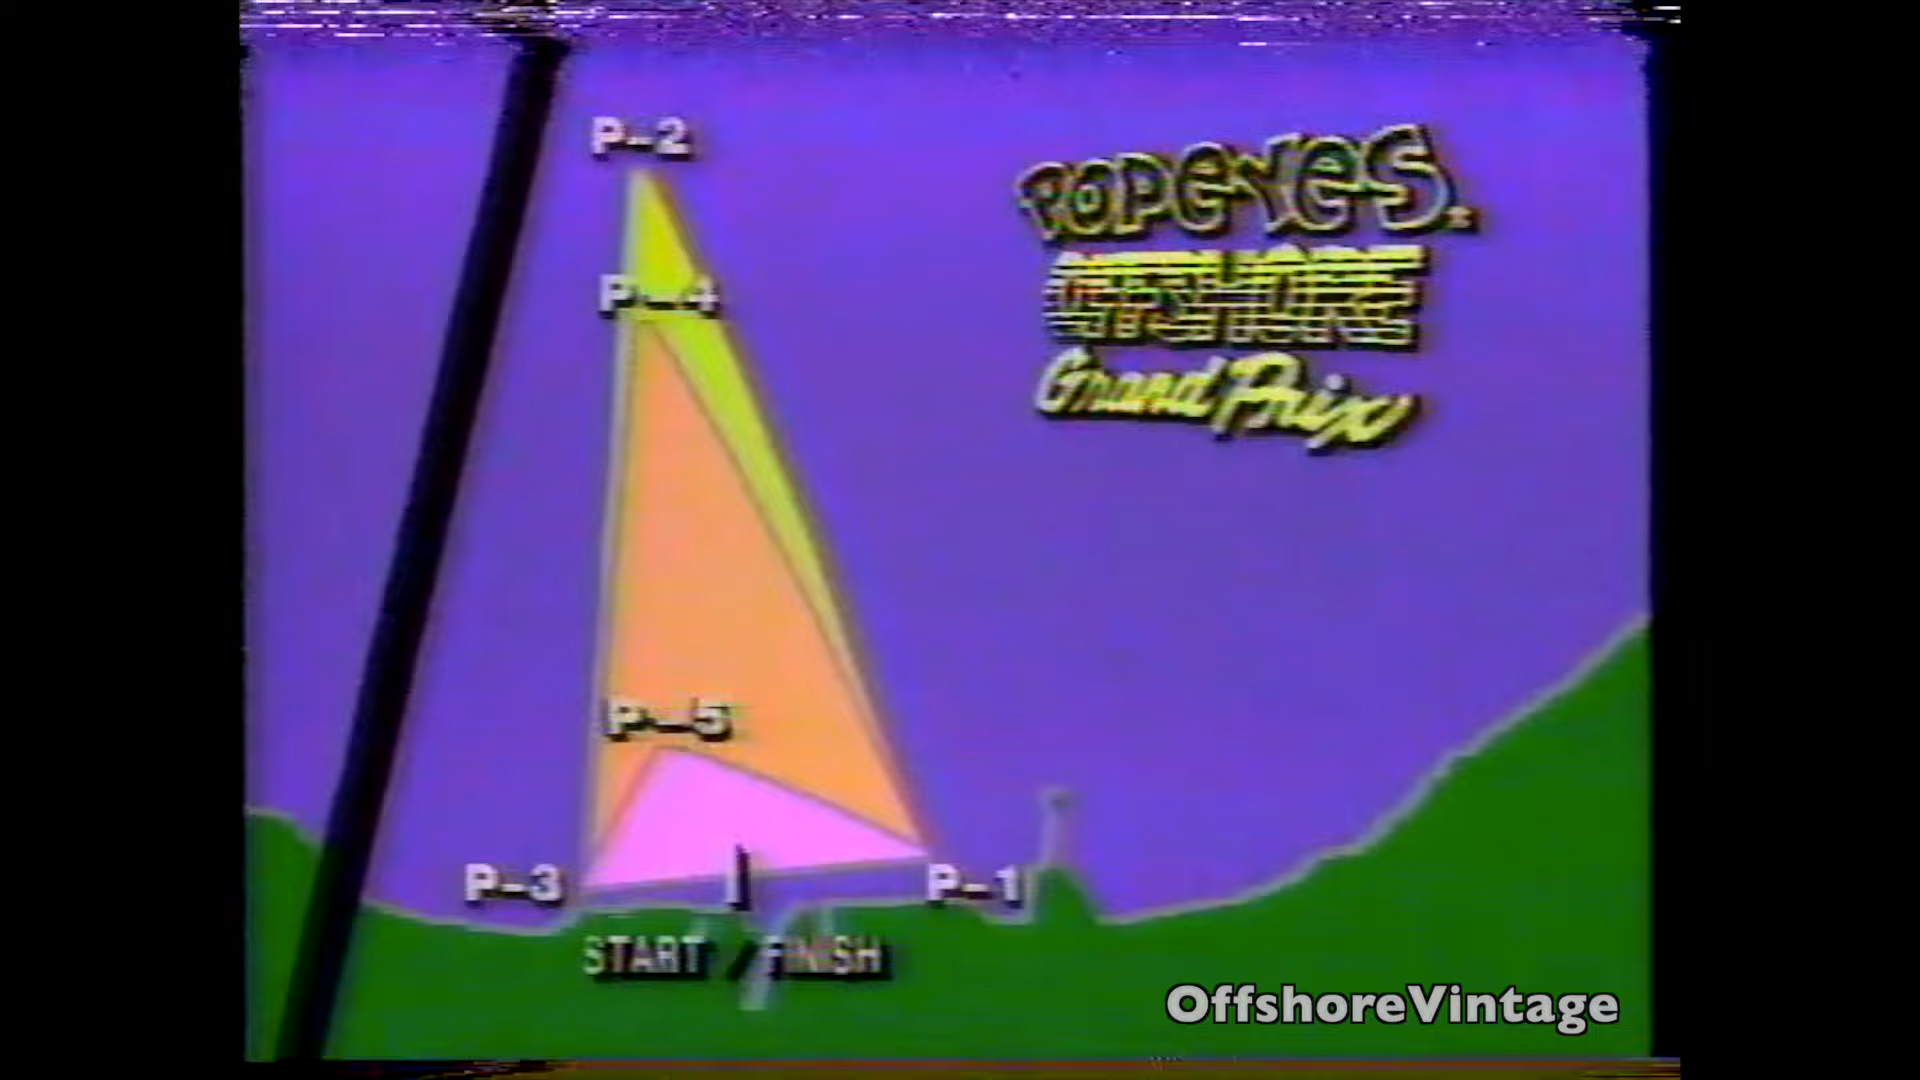 P-2
POPEYES.
OFFSHORE
Grand Prix
P-4
P-5
P-3
P-1
START / FINISH
OffshoreVintage